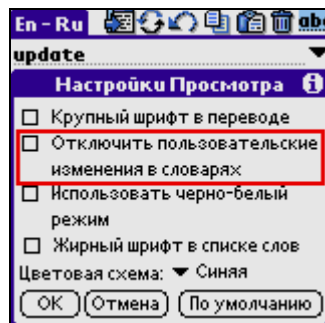 En-Ru
update
Настройки Просмотра
Крупный шрифт в переводе
Отключить пользовательские
изменения в словарях
Использовать черно-белый
режим
Жирный шрифт в списке слов
Цветовая схема: Синяя
ОК Отмена По умолчанию